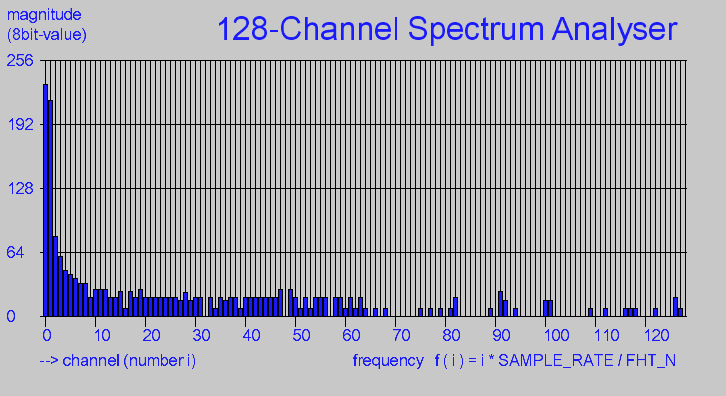 magnitude
(8bit-value)
128-Channel Spectrum Analyser
256
192
128
64
0
0 10 20 30 40 50 60 70 80 90 100 110 120
--> channel (number i) frequency f ( i ) = i * SAMPLE_RATE / FHT_N